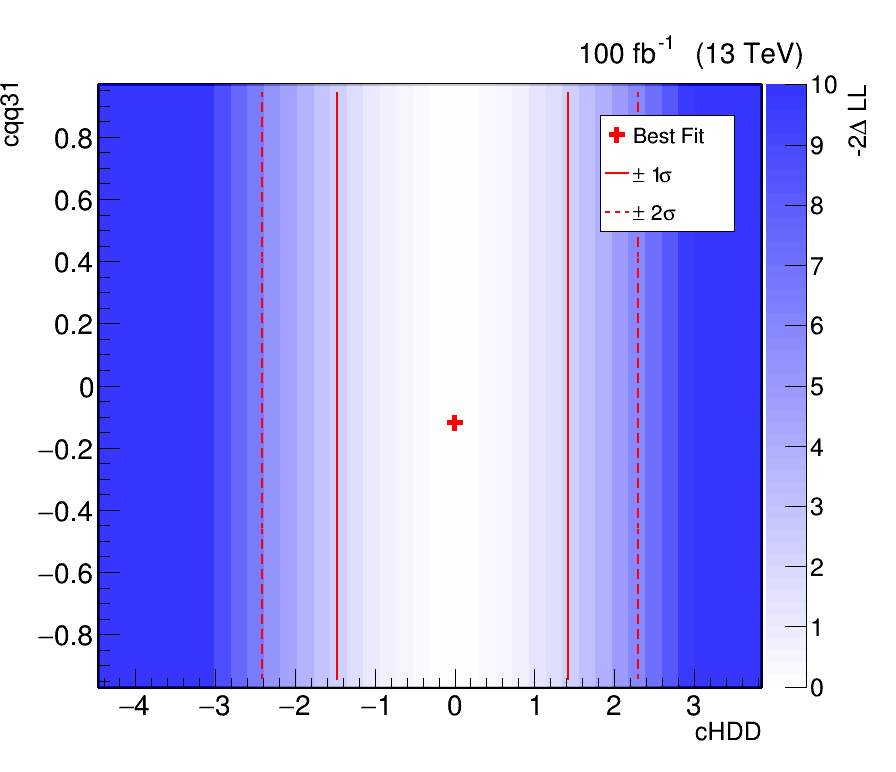 100 fb⁻¹ (13 TeV)
cqq31
-2Δ LL
Best Fit
± 1σ
± 2σ
0.8
0.6
0.4
0.2
0
−0.2
−0.4
−0.6
−0.8
10
9
8
7
6
5
4
3
2
1
0
−4 −3 −2 −1 0 1 2 3
cHDD